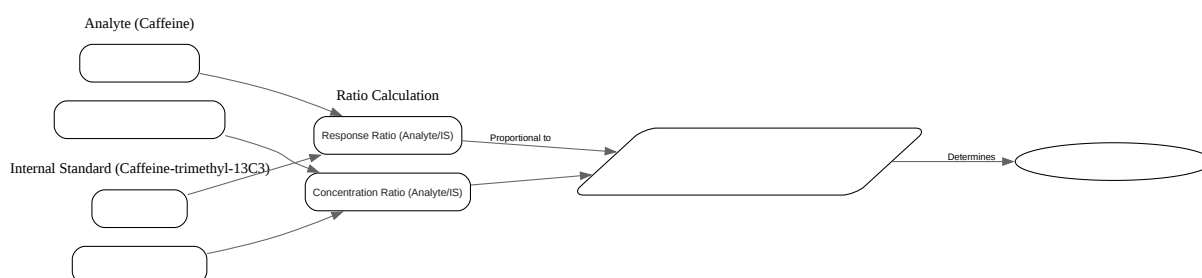 Analyte (Caffeine)
Ratio Calculation
Response Ratio (Analyte/IS)
Proportional to
Determines
Internal Standard (Caffeine-trimethyl-13C3)
Concentration Ratio (Analyte/IS)